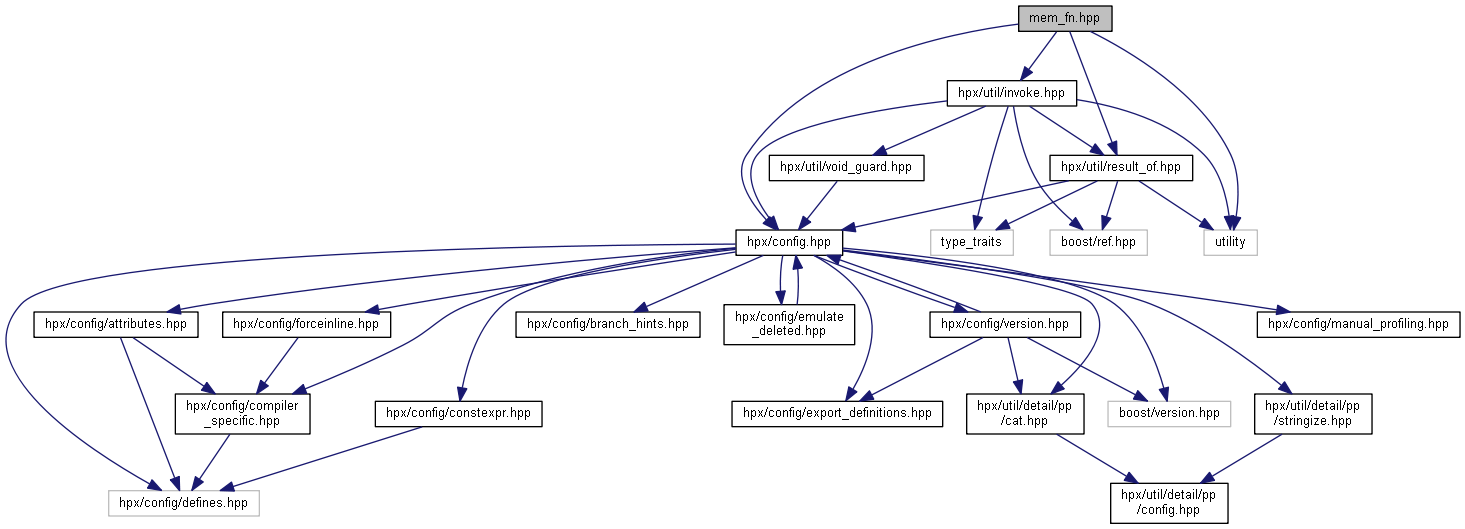 mem_fn.hpp
hpx/util/invoke.hpp
hpx/util/void_guard.hpp
hpx/util/result_of.hpp
hpx/config.hpp
type_traits
boost/ref.hpp
utility
hpx/config/attributes.hpp
hpx/config/forceinline.hpp
hpx/config/branch_hints.hpp
hpx/config/emulate
_deleted.hpp
hpx/config/version.hpp
hpx/config/manual_profiling.hpp
hpx/config/compiler
_specific.hpp
hpx/config/constexpr.hpp
hpx/config/export_definitions.hpp
hpx/util/detail/pp
/cat.hpp
boost/version.hpp
hpx/util/detail/pp
/stringize.hpp
hpx/config/defines.hpp
hpx/util/detail/pp
/config.hpp